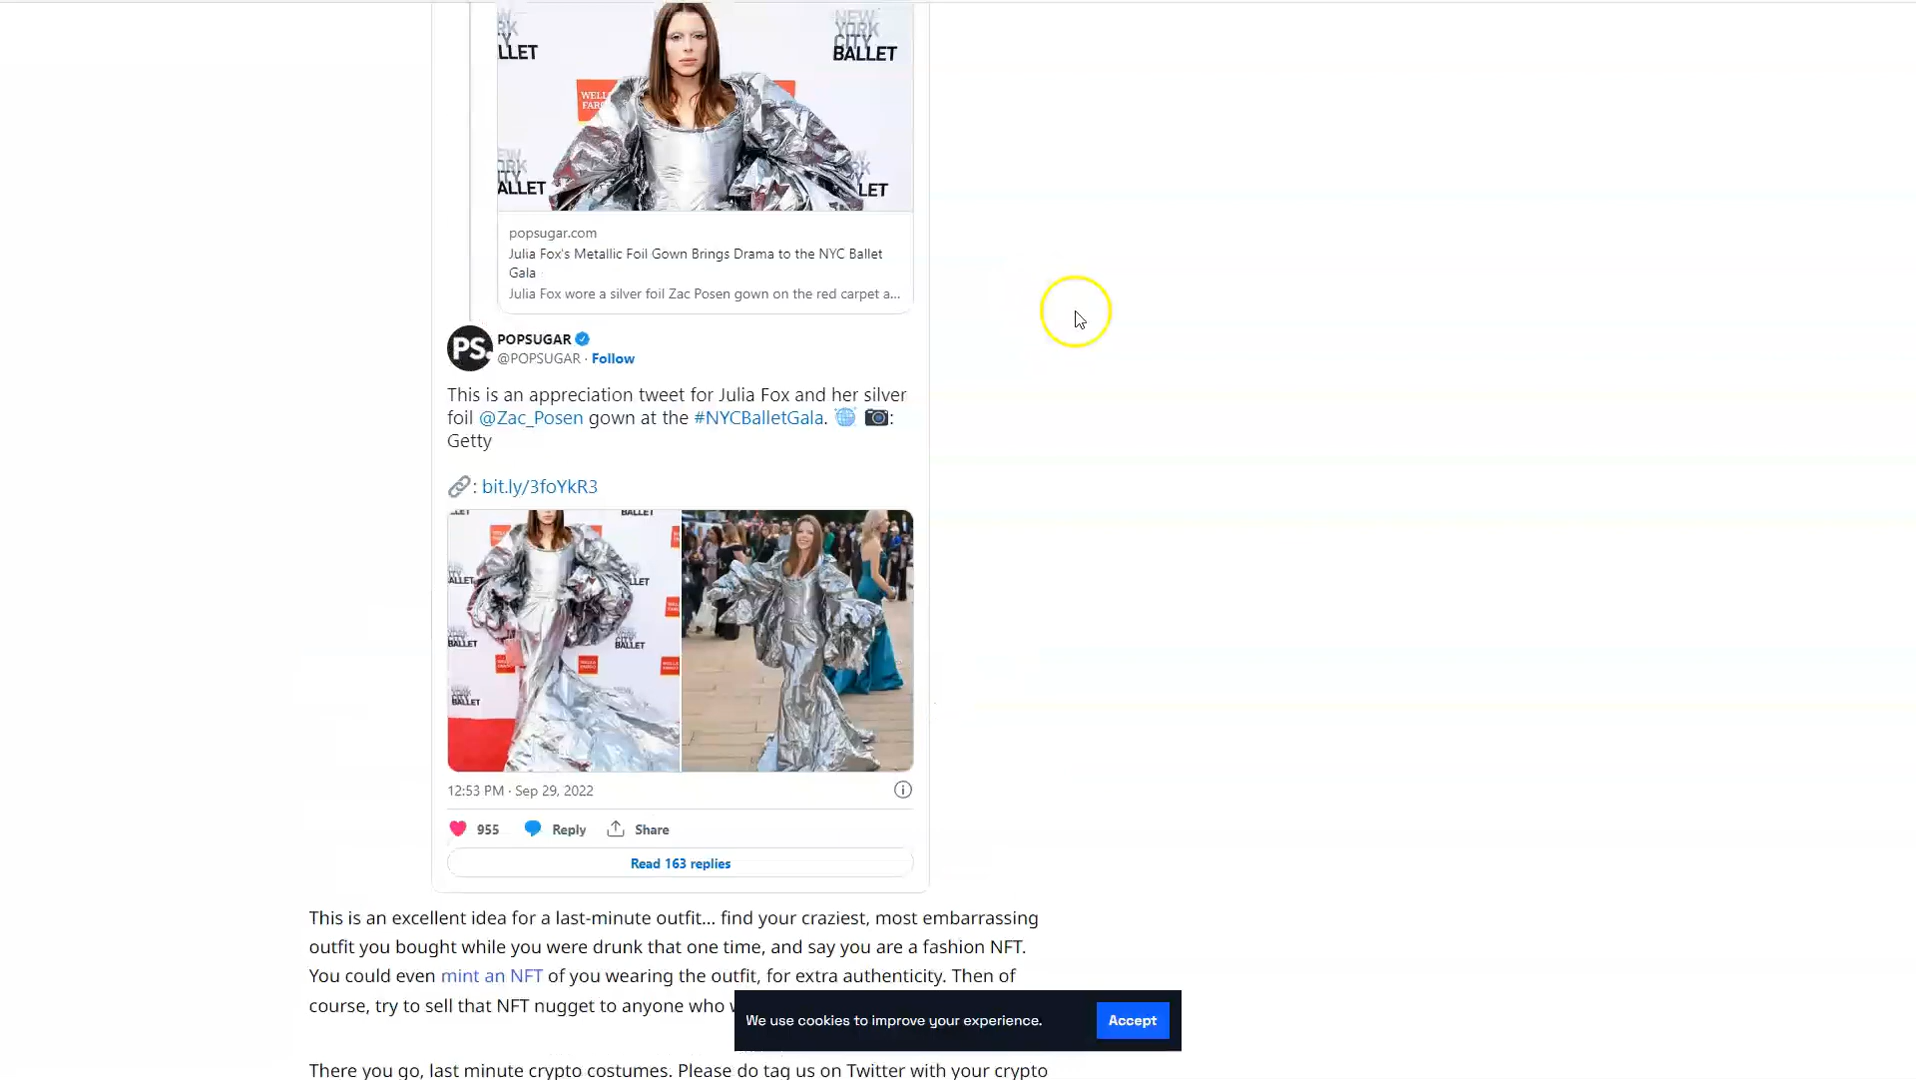 NEW
YORK
CITY
BALLET
LLET
WELLS
FARGO
ALLET
LLET
popsugar.com
Julia Fox's Metallic Foil Gown Brings Drama to the NYC Ballet
Gala
Julia Fox wore a silver foil Zac Posen gown on the red carpet a...
PS.
POPSUGAR
@POPSUGAR · Follow
This is an appreciation tweet for Julia Fox and her silver
foil @Zac_Posen gown at the #NYCBalletGala. 🪩 📷:
Getty
🔗: bit.ly/3foYkR3
12:53 PM · Sep 29, 2022
955 Reply Share
Read 163 replies
This is an excellent idea for a last-minute outfit... find your craziest, most embarrassing
outfit you bought while you were drunk that one time, and say you are a fashion NFT.
You could even mint an NFT of you wearing the outfit, for extra authenticity. Then of
course, try to sell that NFT nugget to anyone who
We use cookies to improve your experience. Accept
There you go, last minute crypto costumes. Please do tag us on Twitter with your crypto